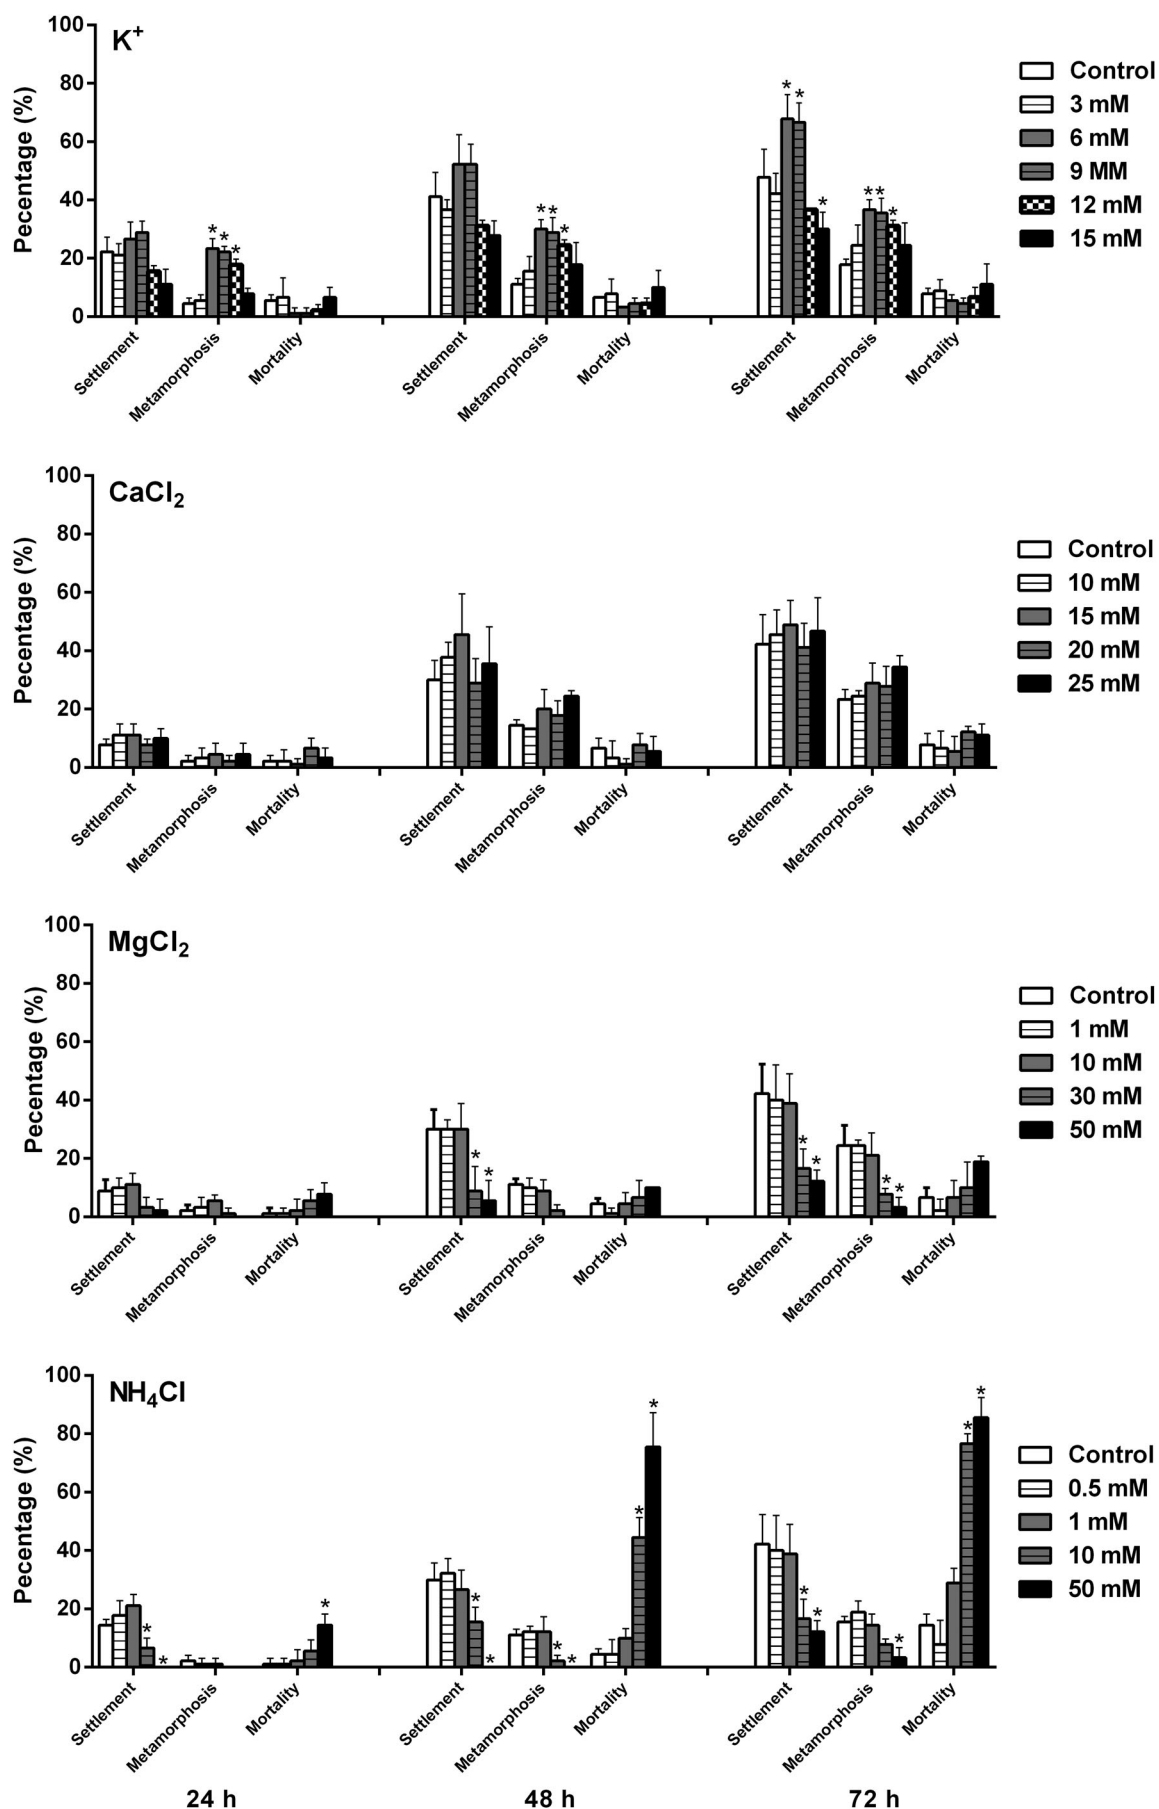 K+
Pecentage (%)
100
80
60
40
20
0
* * *
* * *
* * *
* * *
Settlement Metamorphosis Mortality Settlement Metamorphosis Mortality Settlement Metamorphosis Mortality
Control
3 mM
6 mM
9 MM
12 mM
15 mM
CaCl2
Pecentage (%)
100
80
60
40
20
0
Settlement Metamorphosis Mortality Settlement Metamorphosis Mortality Settlement Metamorphosis Mortality
Control
10 mM
15 mM
20 mM
25 mM
MgCl2
Pecentage (%)
100
80
60
40
20
0
* *
* *
* *
Settlement Metamorphosis Mortality Settlement Metamorphosis Mortality Settlement Metamorphosis Mortality
Control
1 mM
10 mM
30 mM
50 mM
NH4Cl
Pecentage (%)
100
80
60
40
20
0
* * *
* * * * * *
* * * * *
Settlement Metamorphosis Mortality Settlement Metamorphosis Mortality Settlement Metamorphosis Mortality
Control
0.5 mM
1 mM
10 mM
50 mM
24 h 48 h 72 h